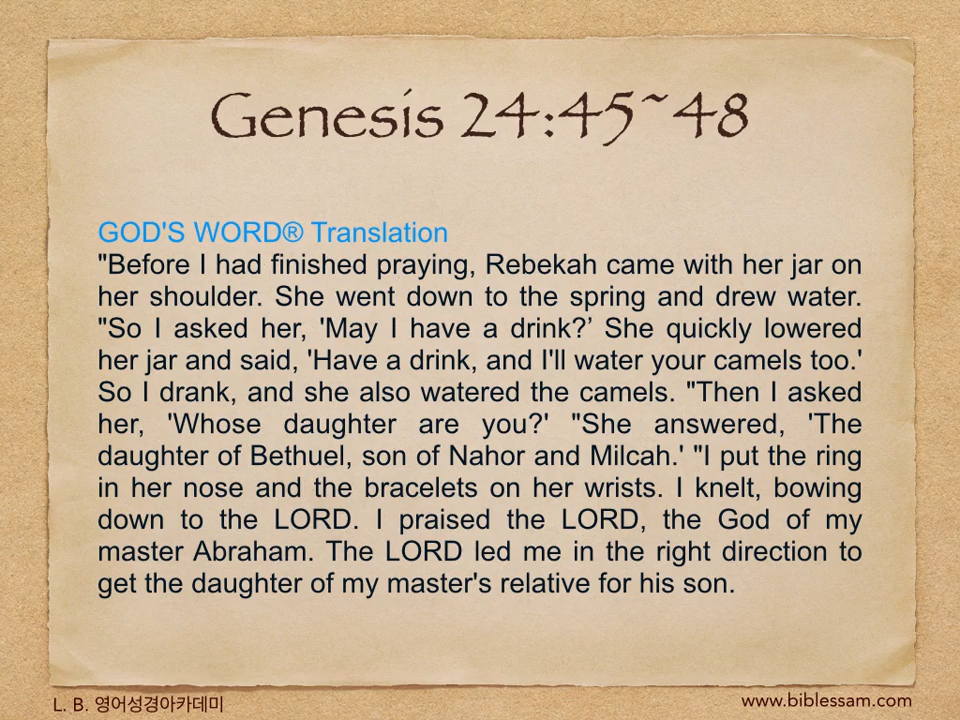 Genesis 24:45~48
GOD'S WORD® Translation
"Before I had finished praying, Rebekah came with her jar on
her shoulder. She went down to the spring and drew water.
"So I asked her, 'May I have a drink?’ She quickly lowered
her jar and said, 'Have a drink, and I'll water your camels too.'
So I drank, and she also watered the camels. "Then I asked
her, 'Whose daughter are you?' "She answered, 'The
daughter of Bethuel, son of Nahor and Milcah.' "I put the ring
in her nose and the bracelets on her wrists. I knelt, bowing
down to the LORD. I praised the LORD, the God of my
master Abraham. The LORD led me in the right direction to
get the daughter of my master's relative for his son.
L. B. 영어성경아카데미
www.biblessam.com